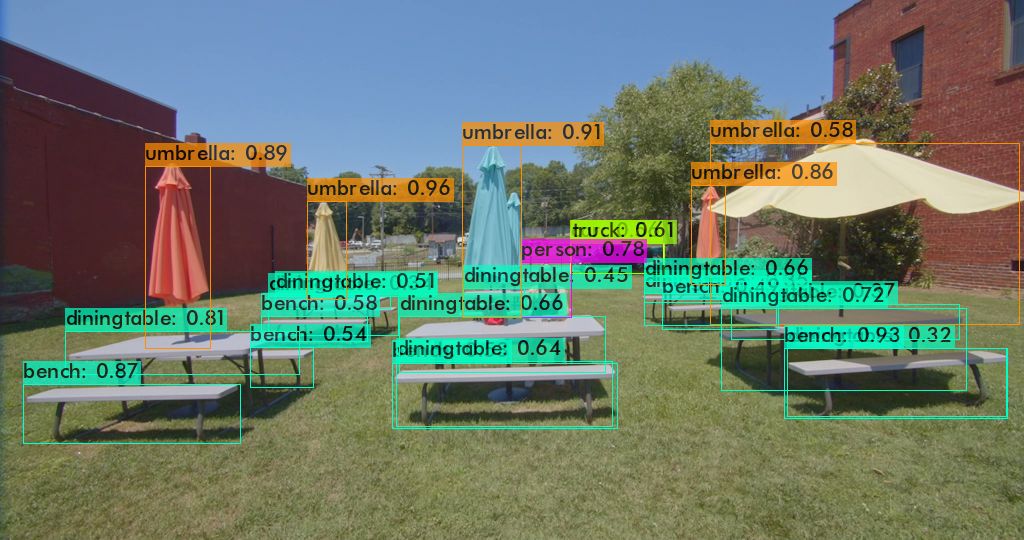 umbrella: 0.91
umbrella: 0.58
umbrella: 0.89
umbrella: 0.96
umbrella: 0.86
truck: 0.61
person: 0.78
diningtable: 0.51
diningtable: 0.45
diningtable: 0.66
bench: 0.58
diningtable: 0.66
diningtable: 0.72
diningtable: 0.81
bench: 0.54
diningtable: 0.64
bench: 0.93
0.32
bench: 0.87